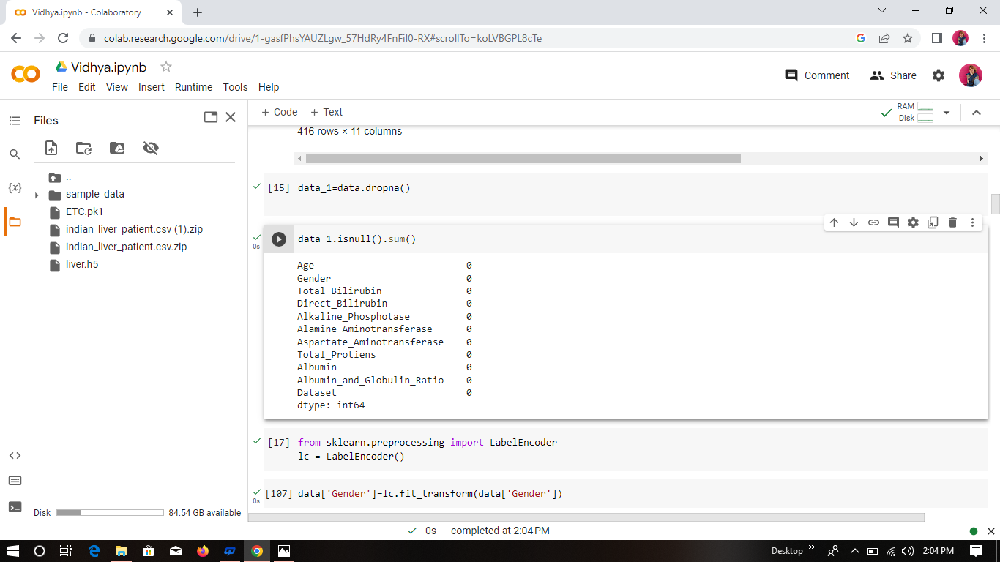 Vidhya.ipynb - Colaboratory
colab.research.google.com/drive/1-gasfPhsYAUZLgw_57HdRy4FnFiI0-RX#scrollTo=koLVBGPL8cTe
Vidhya.ipynb
File Edit View Insert Runtime Tools Help
Comment Share
Files
+ Code + Text
RAM
Disk
416 rows × 11 columns
..
sample_data
ETC.pk1
indian_liver_patient.csv (1).zip
indian_liver_patient.csv.zip
liver.h5
{x}
[15] data_1=data.dropna()
0s
data_1.isnull().sum()
Age 0
Gender 0
Total_Bilirubin 0
Direct_Bilirubin 0
Alkaline_Phosphotase 0
Alamine_Aminotransferase 0
Aspartate_Aminotransferase 0
Total_Protiens 0
Albumin 0
Albumin_and_Globulin_Ratio 0
Dataset 0
dtype: int64
[17] from sklearn.preprocessing import LabelEncoder
lc = LabelEncoder()
[107] data['Gender']=lc.fit_transform(data['Gender'])
0s
Disk 84.54 GB available
0s completed at 2:04 PM
Desktop 2:04 PM